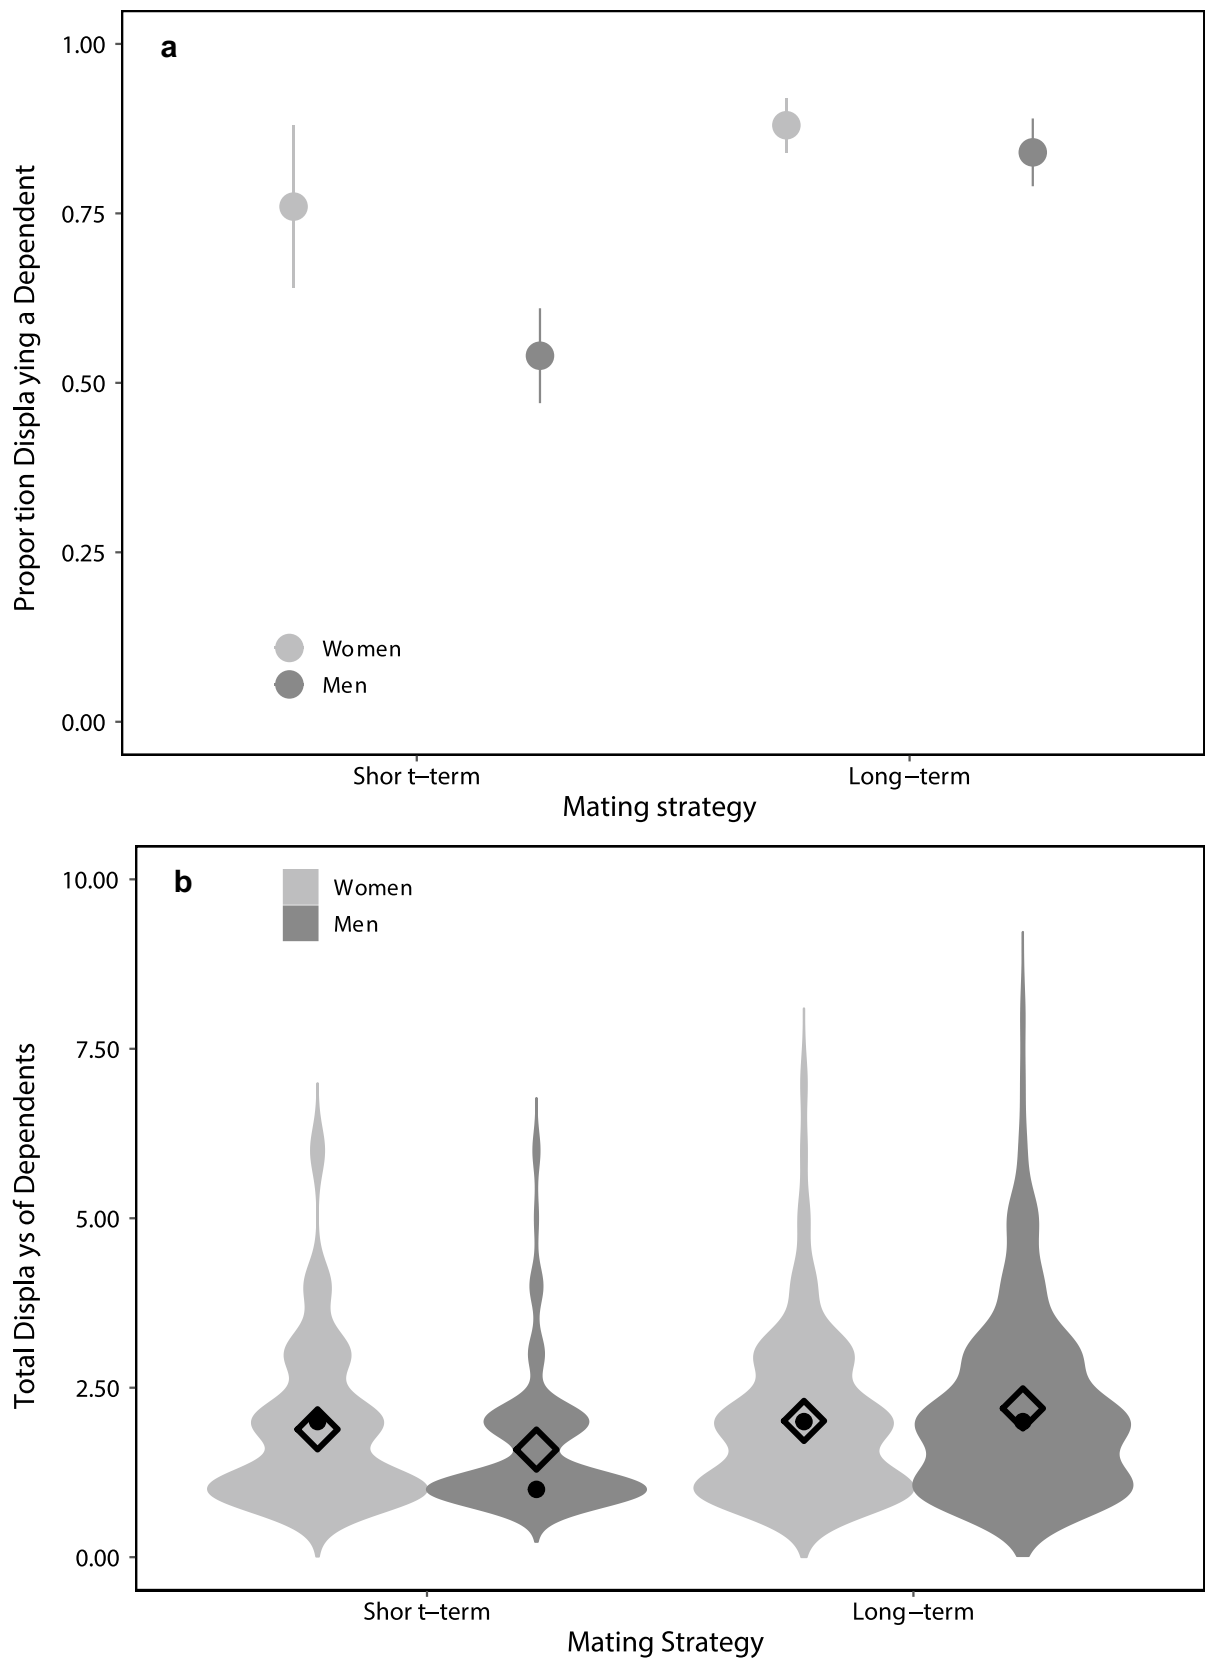 a
1.00
0.75
0.50
0.25
0.00
Propor tion Displa ying a Dependent
Women
Men
Shor t–term
Long–term
Mating strategy
b
10.00
7.50
5.00
2.50
0.00
Total Displa ys of Dependents
Women
Men
Shor t–term
Long–term
Mating Strategy